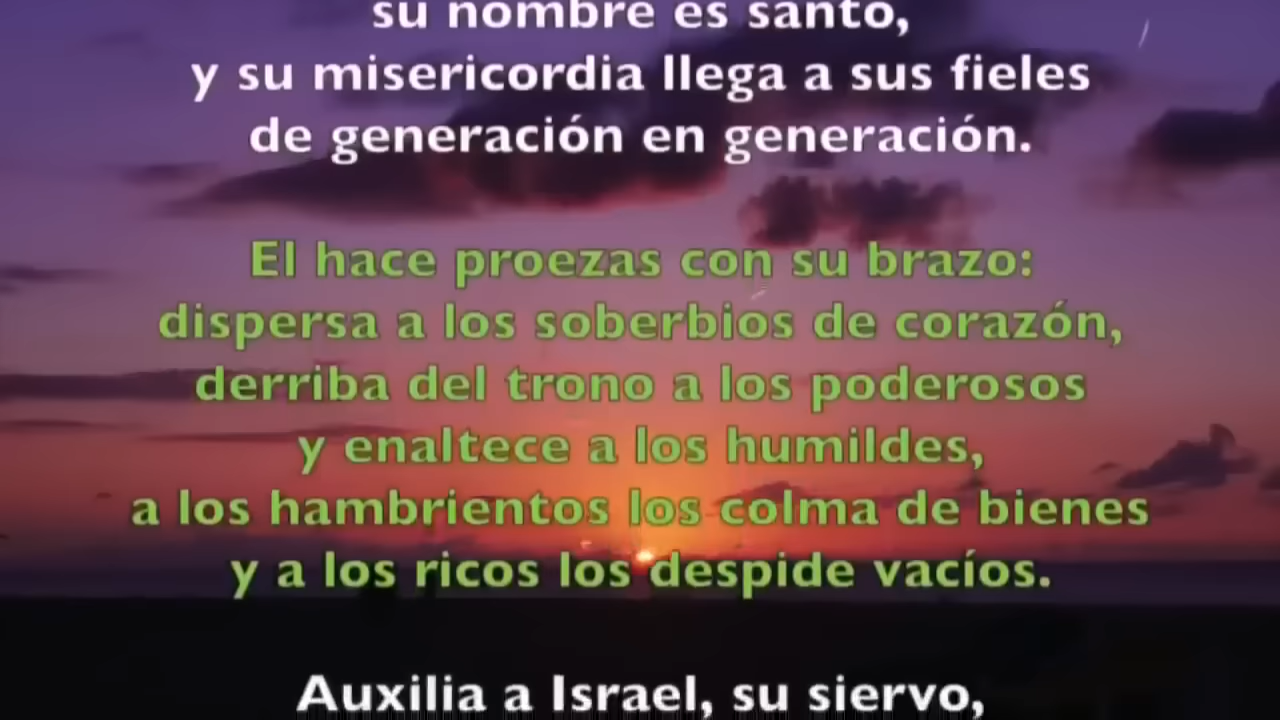 su nombre es santo,
y su misericordia llega a sus fieles
de generación en generación.
El hace proezas con su brazo:
dispersa a los soberbios de corazón,
derriba del trono a los poderosos
y enaltece a los humildes,
a los hambrientos los colma de bienes
y a los ricos los despide vacíos.
Auxilia a Israel, su siervo,